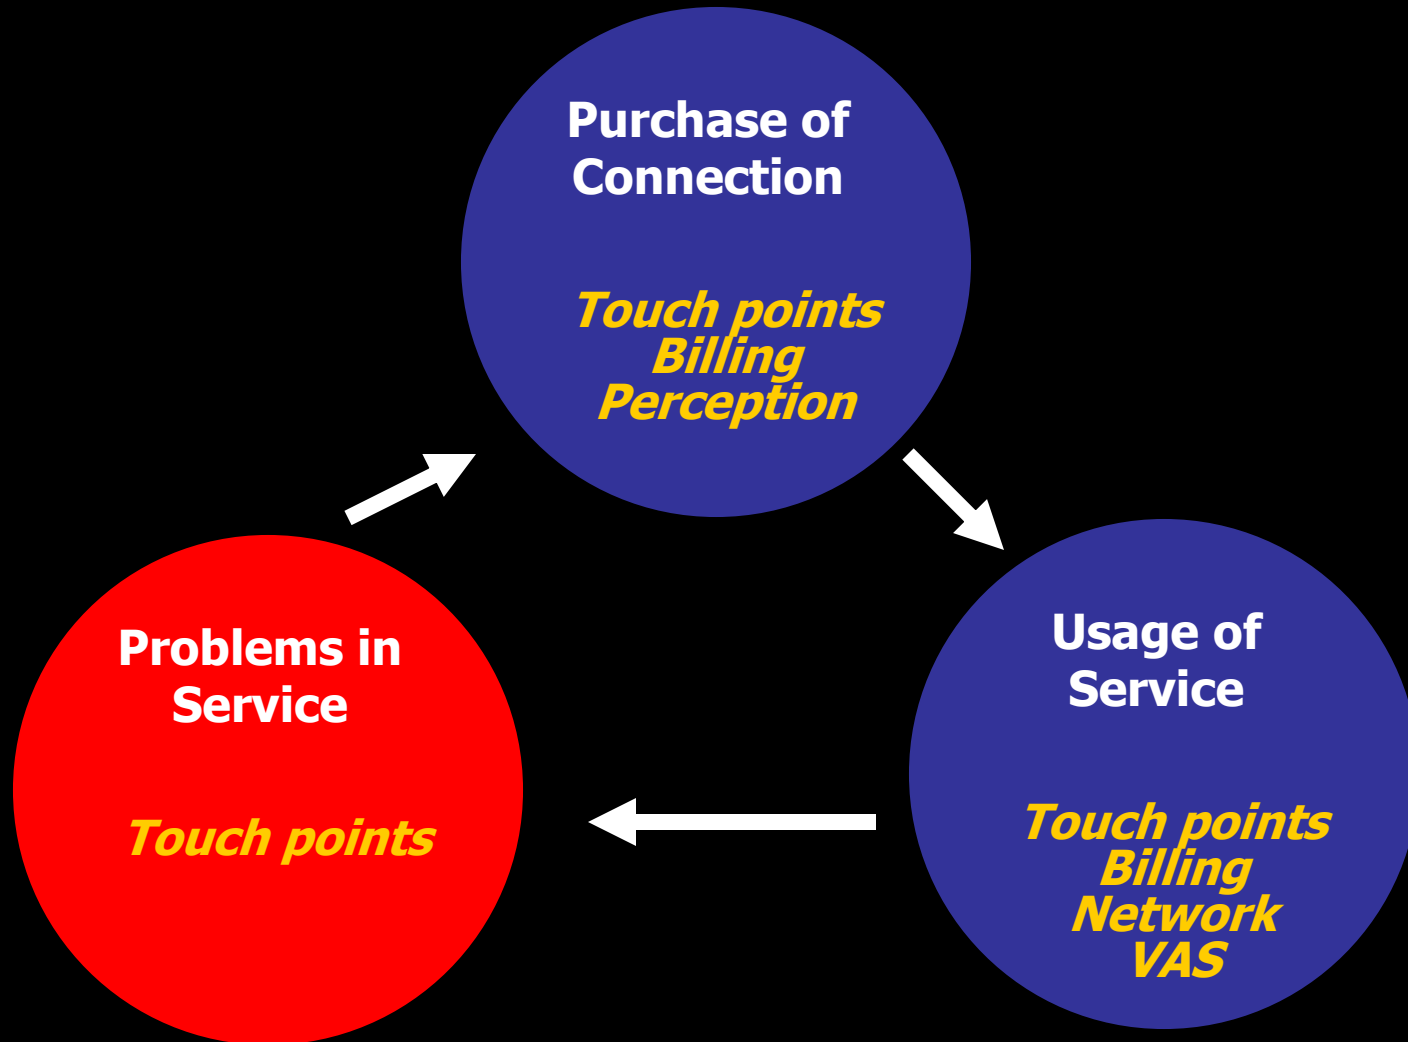 Purchase of
Connection
Touch points
Billing
Perception
Problems in
Service
Touch points
Usage of
Service
Touch points
Billing
Network
VAS